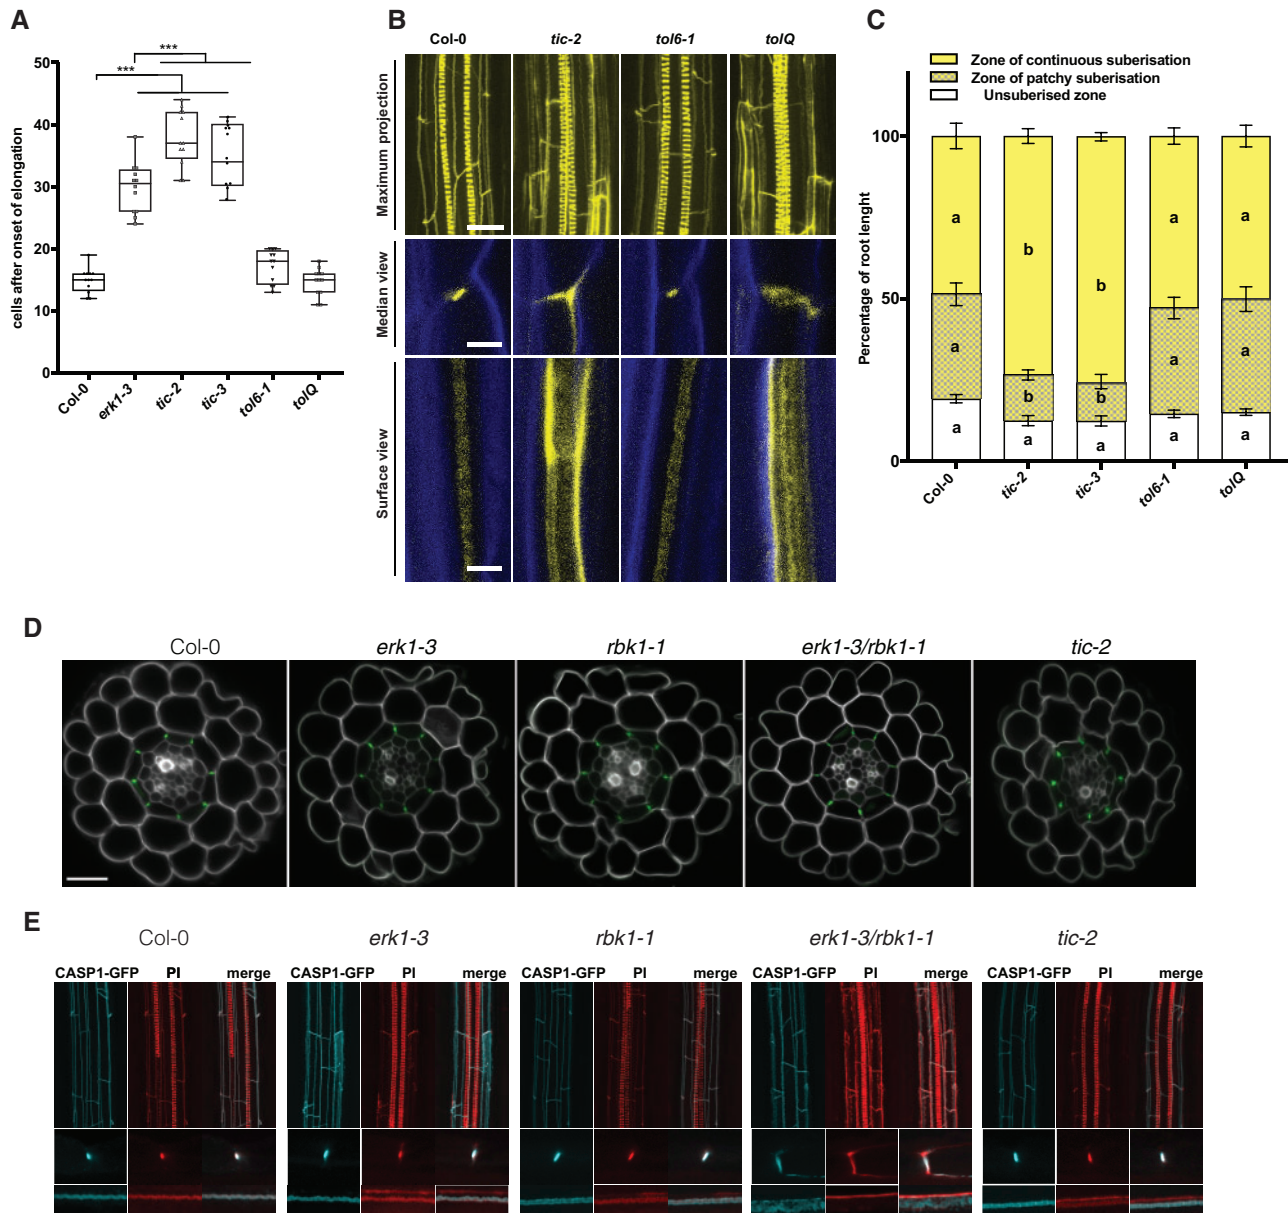 A
50
40
30
20
10
0
cells after onset of elongation
***
***
Col-0
erk1-3
tic-2
tic-3
tol6-1
tolQ
B
Col-0 tic-2 tol6-1 tolQ
Maximum projection
Median view
Surface view
C
Zone of continuous suberisation
Zone of patchy suberisation
Unsuberised zone
Percentage of root lenght
100
50
0
a b b a a
a b b a a
a a a a a
Col-0
tic-2
tic-3
tol6-1
tolQ
D
Col-0 erk1-3 rbk1-1 erk1-3/rbk1-1 tic-2
E
Col-0 erk1-3 rbk1-1 erk1-3/rbk1-1 tic-2
CASP1-GFP PI merge CASP1-GFP PI merge CASP1-GFP PI merge CASP1-GFP PI merge CASP1-GFP PI merge